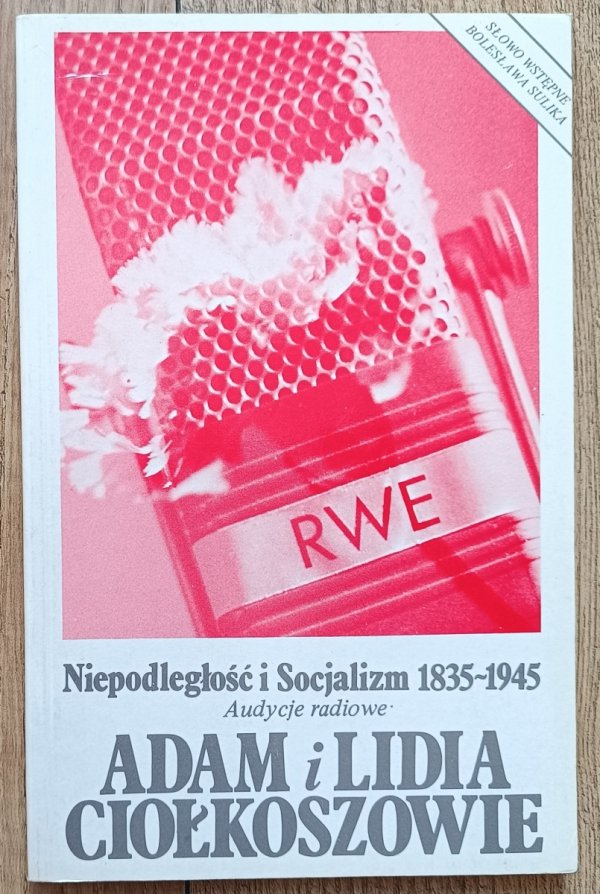 SŁOWO WSTĘPNE
BOLESŁAWA SULIKA
RWE
Niepodległość i Socjalizm 1835~1945
Audycje radiowe
ADAM i LIDIA
CIOŁKOSZOWIE